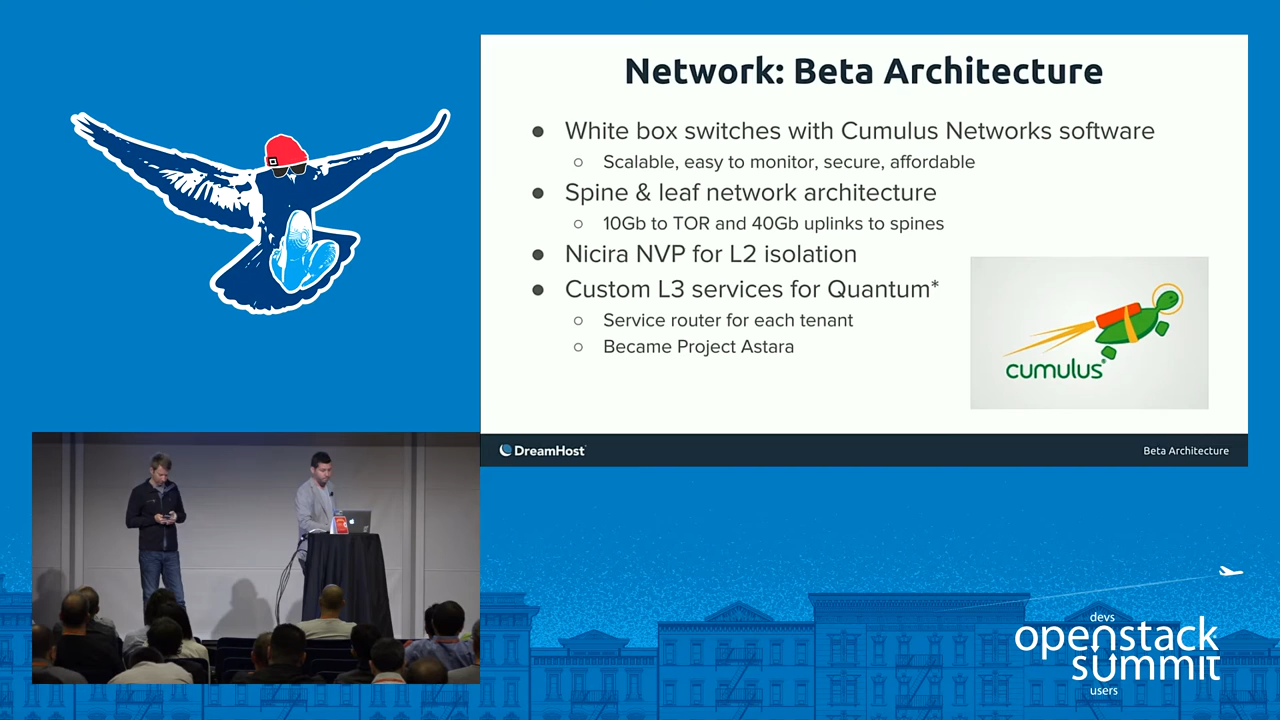 Network: Beta Architecture
● White box switches with Cumulus Networks software
○ Scalable, easy to monitor, secure, affordable
● Spine & leaf network architecture
○ 10Gb to TOR and 40Gb uplinks to spines
● Nicira NVP for L2 isolation
● Custom L3 services for Quantum*
○ Service router for each tenant
○ Became Project Astara
cumulus®
DreamHost
Beta Architecture
devs
openstack
summit
users